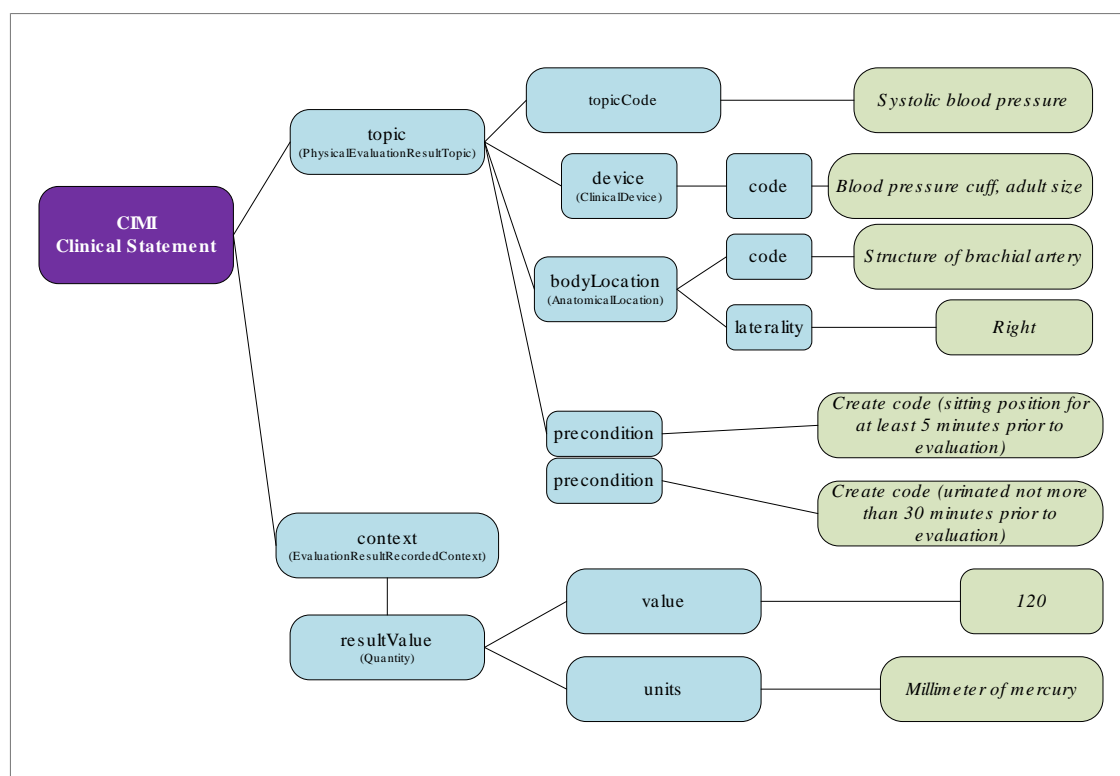 CIMI
Clinical Statement
topic
(PhysicalEvaluationResultTopic)
topicCode
Systolic blood pressure
device
(ClinicalDevice)
code
Blood pressure cuff, adult size
bodyLocation
(AnatomicalLocation)
code
Structure of brachial artery
laterality
Right
precondition
Create code (sitting position for
at least 5 minutes prior to
evaluation)
precondition
Create code (urinated not more
than 30 minutes prior to
evaluation)
context
(EvaluationResultRecordedContext)
resultValue
(Quantity)
value
120
units
Millimeter of mercury